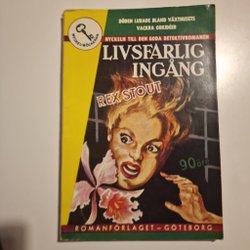 DÖDEN LURADE BLAND VÄXTHUSETS
VACKRA ORKIDÉER
NYCKELN TILL DEN GODA DETEKTIVROMANEN
LIVSFARLIG
INGÅNG
REX STOUT
90 öre
ROMANFÖRLAGET – GÖTEBORG